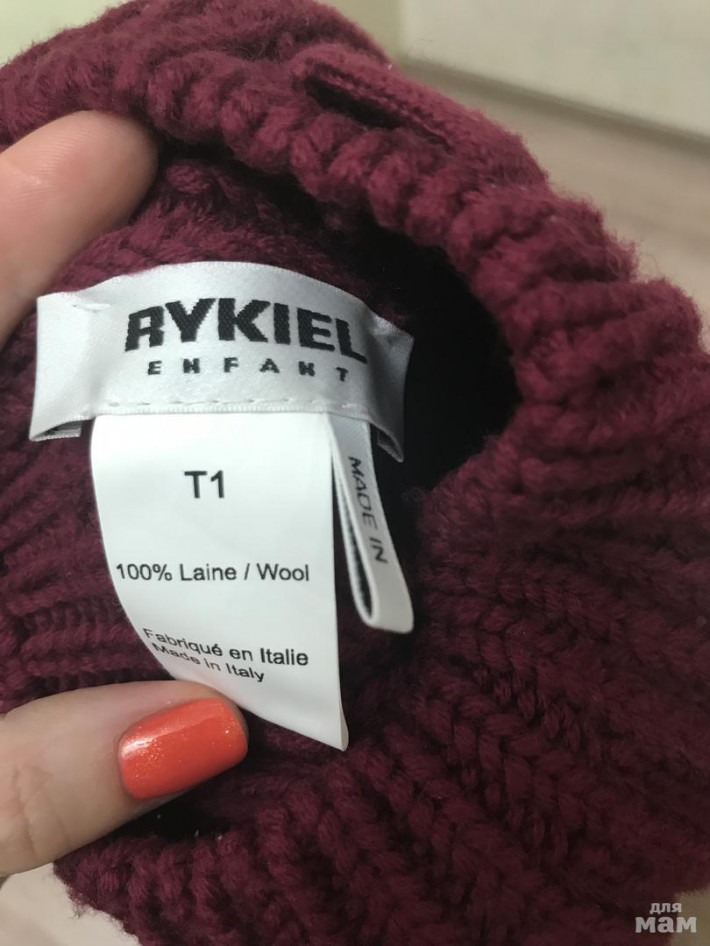 RYKIEL
ENFANT
T1
MADE IN
100% Laine / Wool
Fabriqué en Italie
Made in Italy
для
мам